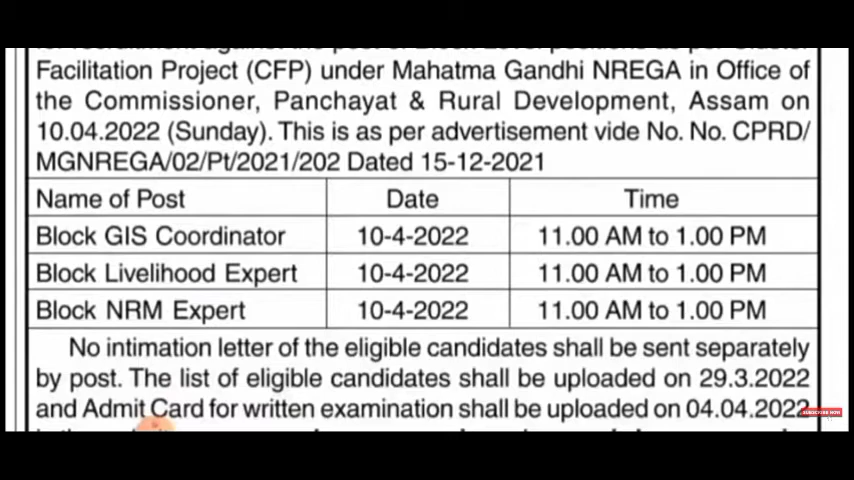 Facilitation Project (CFP) under Mahatma Gandhi NREGA in Office of
the Commissioner, Panchayat & Rural Development, Assam on
10.04.2022 (Sunday). This is as per advertisement vide No. No. CPRD/
MGNREGA/02/Pt/2021/202 Dated 15-12-2021
Name of Post Date Time
Block GIS Coordinator 10-4-2022 11.00 AM to 1.00 PM
Block Livelihood Expert 10-4-2022 11.00 AM to 1.00 PM
Block NRM Expert 10-4-2022 11.00 AM to 1.00 PM
No intimation letter of the eligible candidates shall be sent separately
by post. The list of eligible candidates shall be uploaded on 29.3.2022
and Admit Card for written examination shall be uploaded on 04.04.2022
SUBSCRIBE NOW